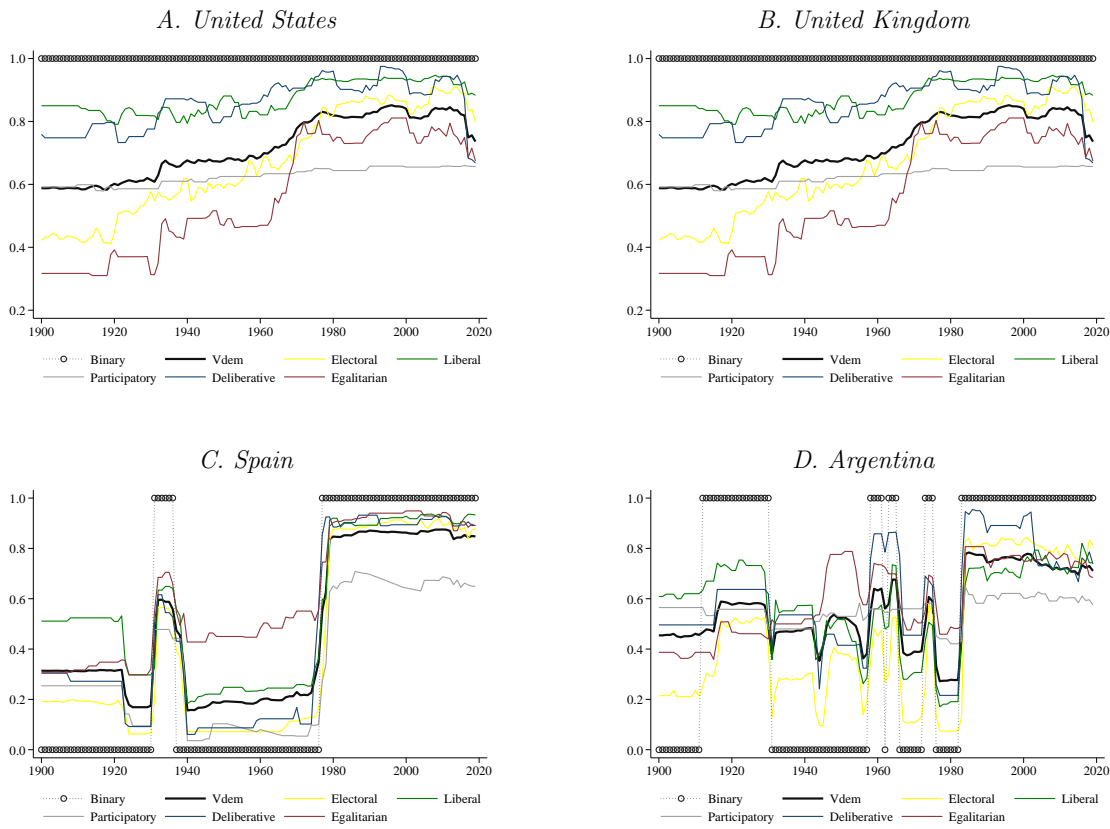 A. United States
1.0
0.8
0.6
0.4
0.2
1900 1920 1940 1960 1980 2000 2020
Binary Vdem Electoral Liberal
Participatory Deliberative Egalitarian
B. United Kingdom
1.0
0.8
0.6
0.4
0.2
1900 1920 1940 1960 1980 2000 2020
Binary Vdem Electoral Liberal
Participatory Deliberative Egalitarian
C. Spain
1.0
0.8
0.6
0.4
0.2
0.0
1900 1920 1940 1960 1980 2000 2020
Binary Vdem Electoral Liberal
Participatory Deliberative Egalitarian
D. Argentina
1.0
0.8
0.6
0.4
0.2
0.0
1900 1920 1940 1960 1980 2000 2020
Binary Vdem Electoral Liberal
Participatory Deliberative Egalitarian